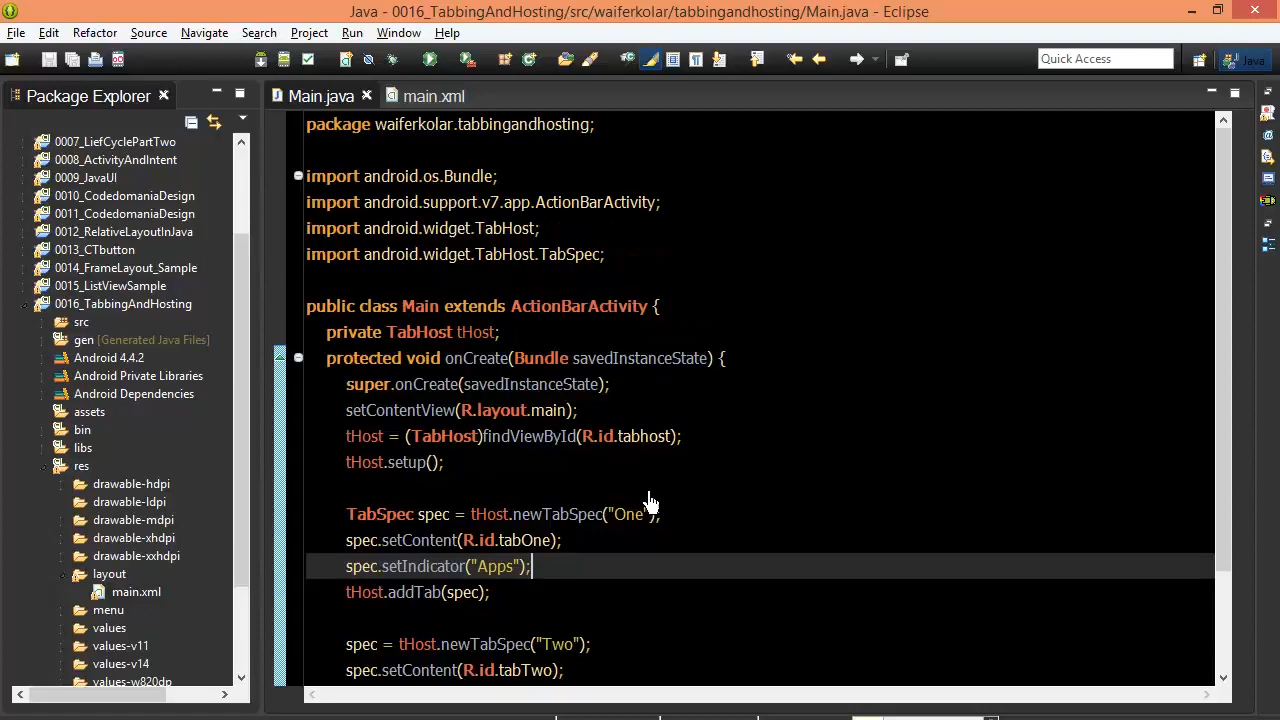 Java - 0016_TabbingAndHosting/src/waiferkolar/tabbingandhosting/Main.java - Eclipse
File Edit Refactor Source Navigate Search Project Run Window Help
Quick Access
Java
Package Explorer
Main.java
main.xml
0007_LiefCyclePartTwo
0008_ActivityAndIntent
0009_JavaUI
0010_CodedomaniaDesign
0011_CodedomaniaDesign
0012_RelativeLayoutInJava
0013_CTbutton
0014_FrameLayout_Sample
0015_ListViewSample
0016_TabbingAndHosting
src
gen [Generated Java Files]
Android 4.4.2
Android Private Libraries
Android Dependencies
assets
bin
libs
res
drawable-hdpi
drawable-ldpi
drawable-mdpi
drawable-xhdpi
drawable-xxhdpi
layout
main.xml
menu
values
values-v11
values-v14
values-w820dp
package waiferkolar.tabbingandhosting;
import android.os.Bundle;
import android.support.v7.app.ActionBarActivity;
import android.widget.TabHost;
import android.widget.TabHost.TabSpec;
public class Main extends ActionBarActivity {
private TabHost tHost;
protected void onCreate(Bundle savedInstanceState) {
super.onCreate(savedInstanceState);
setContentView(R.layout.main);
tHost = (TabHost)findViewById(R.id.tabhost);
tHost.setup();
TabSpec spec = tHost.newTabSpec("One");
spec.setContent(R.id.tabOne);
spec.setIndicator("Apps");
tHost.addTab(spec);
spec = tHost.newTabSpec("Two");
spec.setContent(R.id.tabTwo);